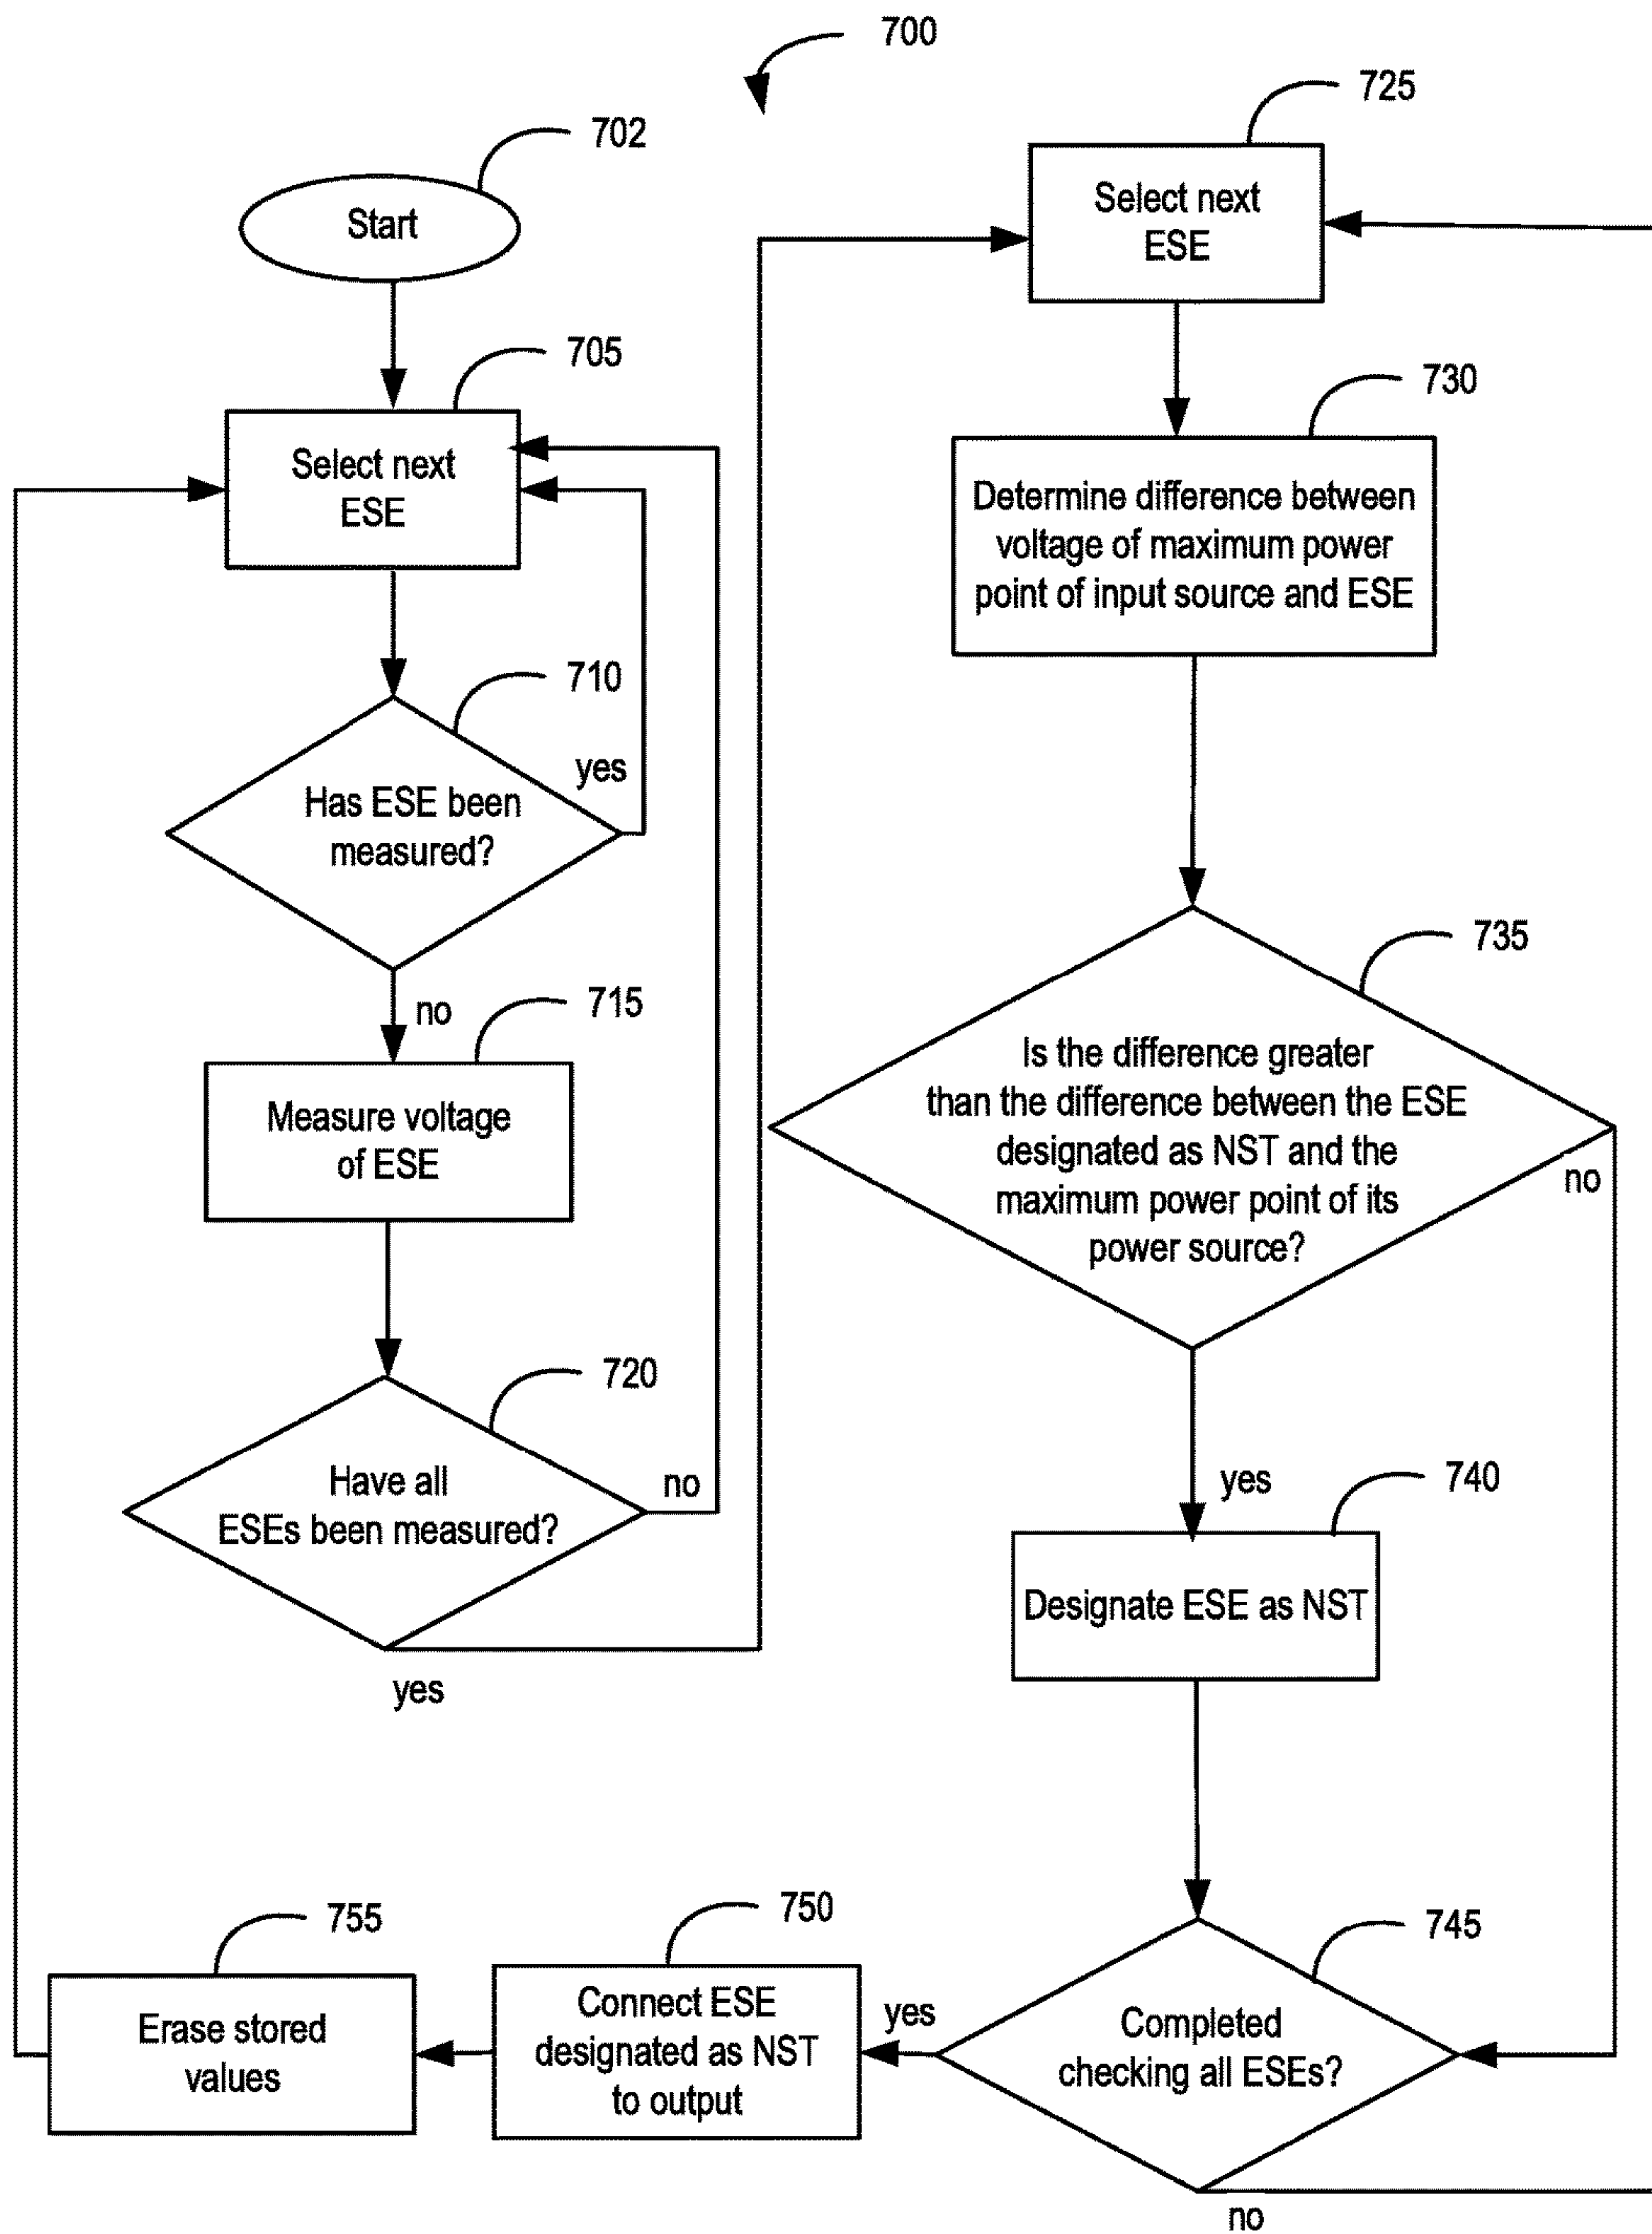 700
702
Start
705
Select next
ESE
710
Has ESE been
measured?
yes
no
715
Measure voltage
of ESE
720
Have all
ESEs been measured?
no
yes
725
Select next
ESE
730
Determine difference between
voltage of maximum power
point of input source and ESE
735
Is the difference greater
than the difference between the ESE
designated as NST and the
maximum power point of its
power source?
no
yes
740
Designate ESE as NST
745
Completed
checking all ESEs?
yes
no
750
Connect ESE
designated as NST
to output
755
Erase stored
values